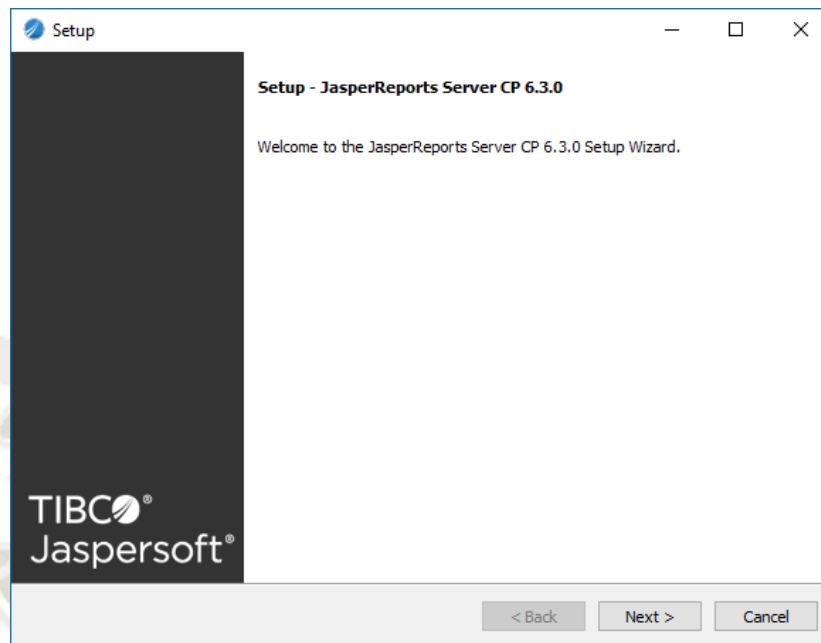 Setup
Setup - JasperReports Server CP 6.3.0
Welcome to the JasperReports Server CP 6.3.0 Setup Wizard.
TIBCO®
Jaspersoft®
< Back
Next >
Cancel